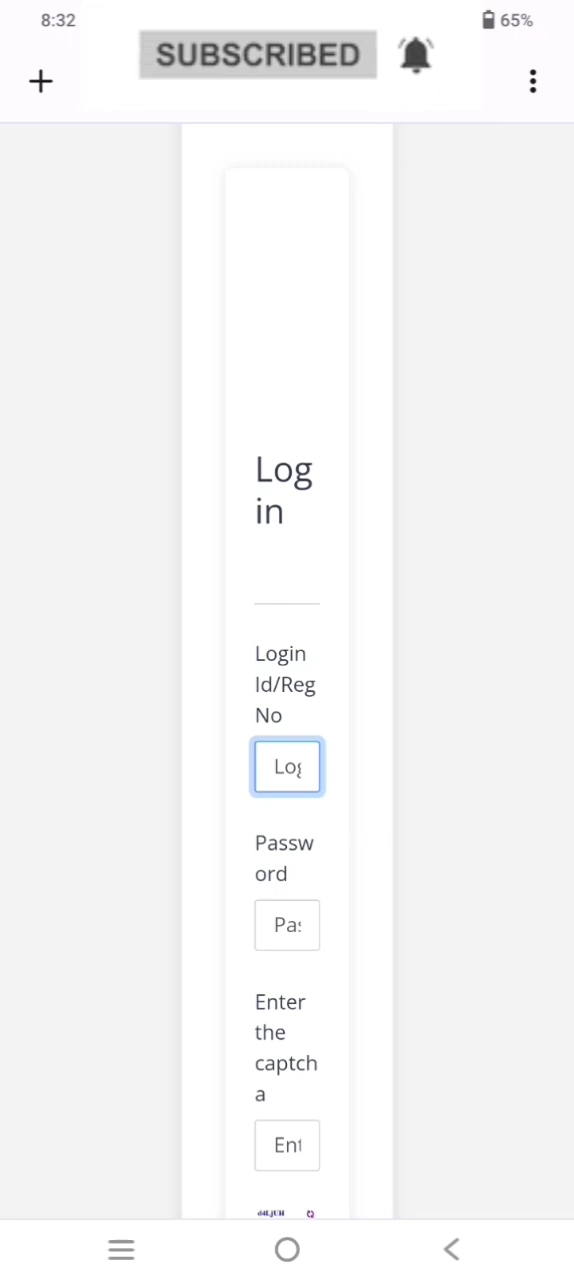 8:32
65%
SUBSCRIBED
Log
in
Login
Id/Reg
No
Log
Passw
ord
Pas
Enter
the
captch
a
Ent